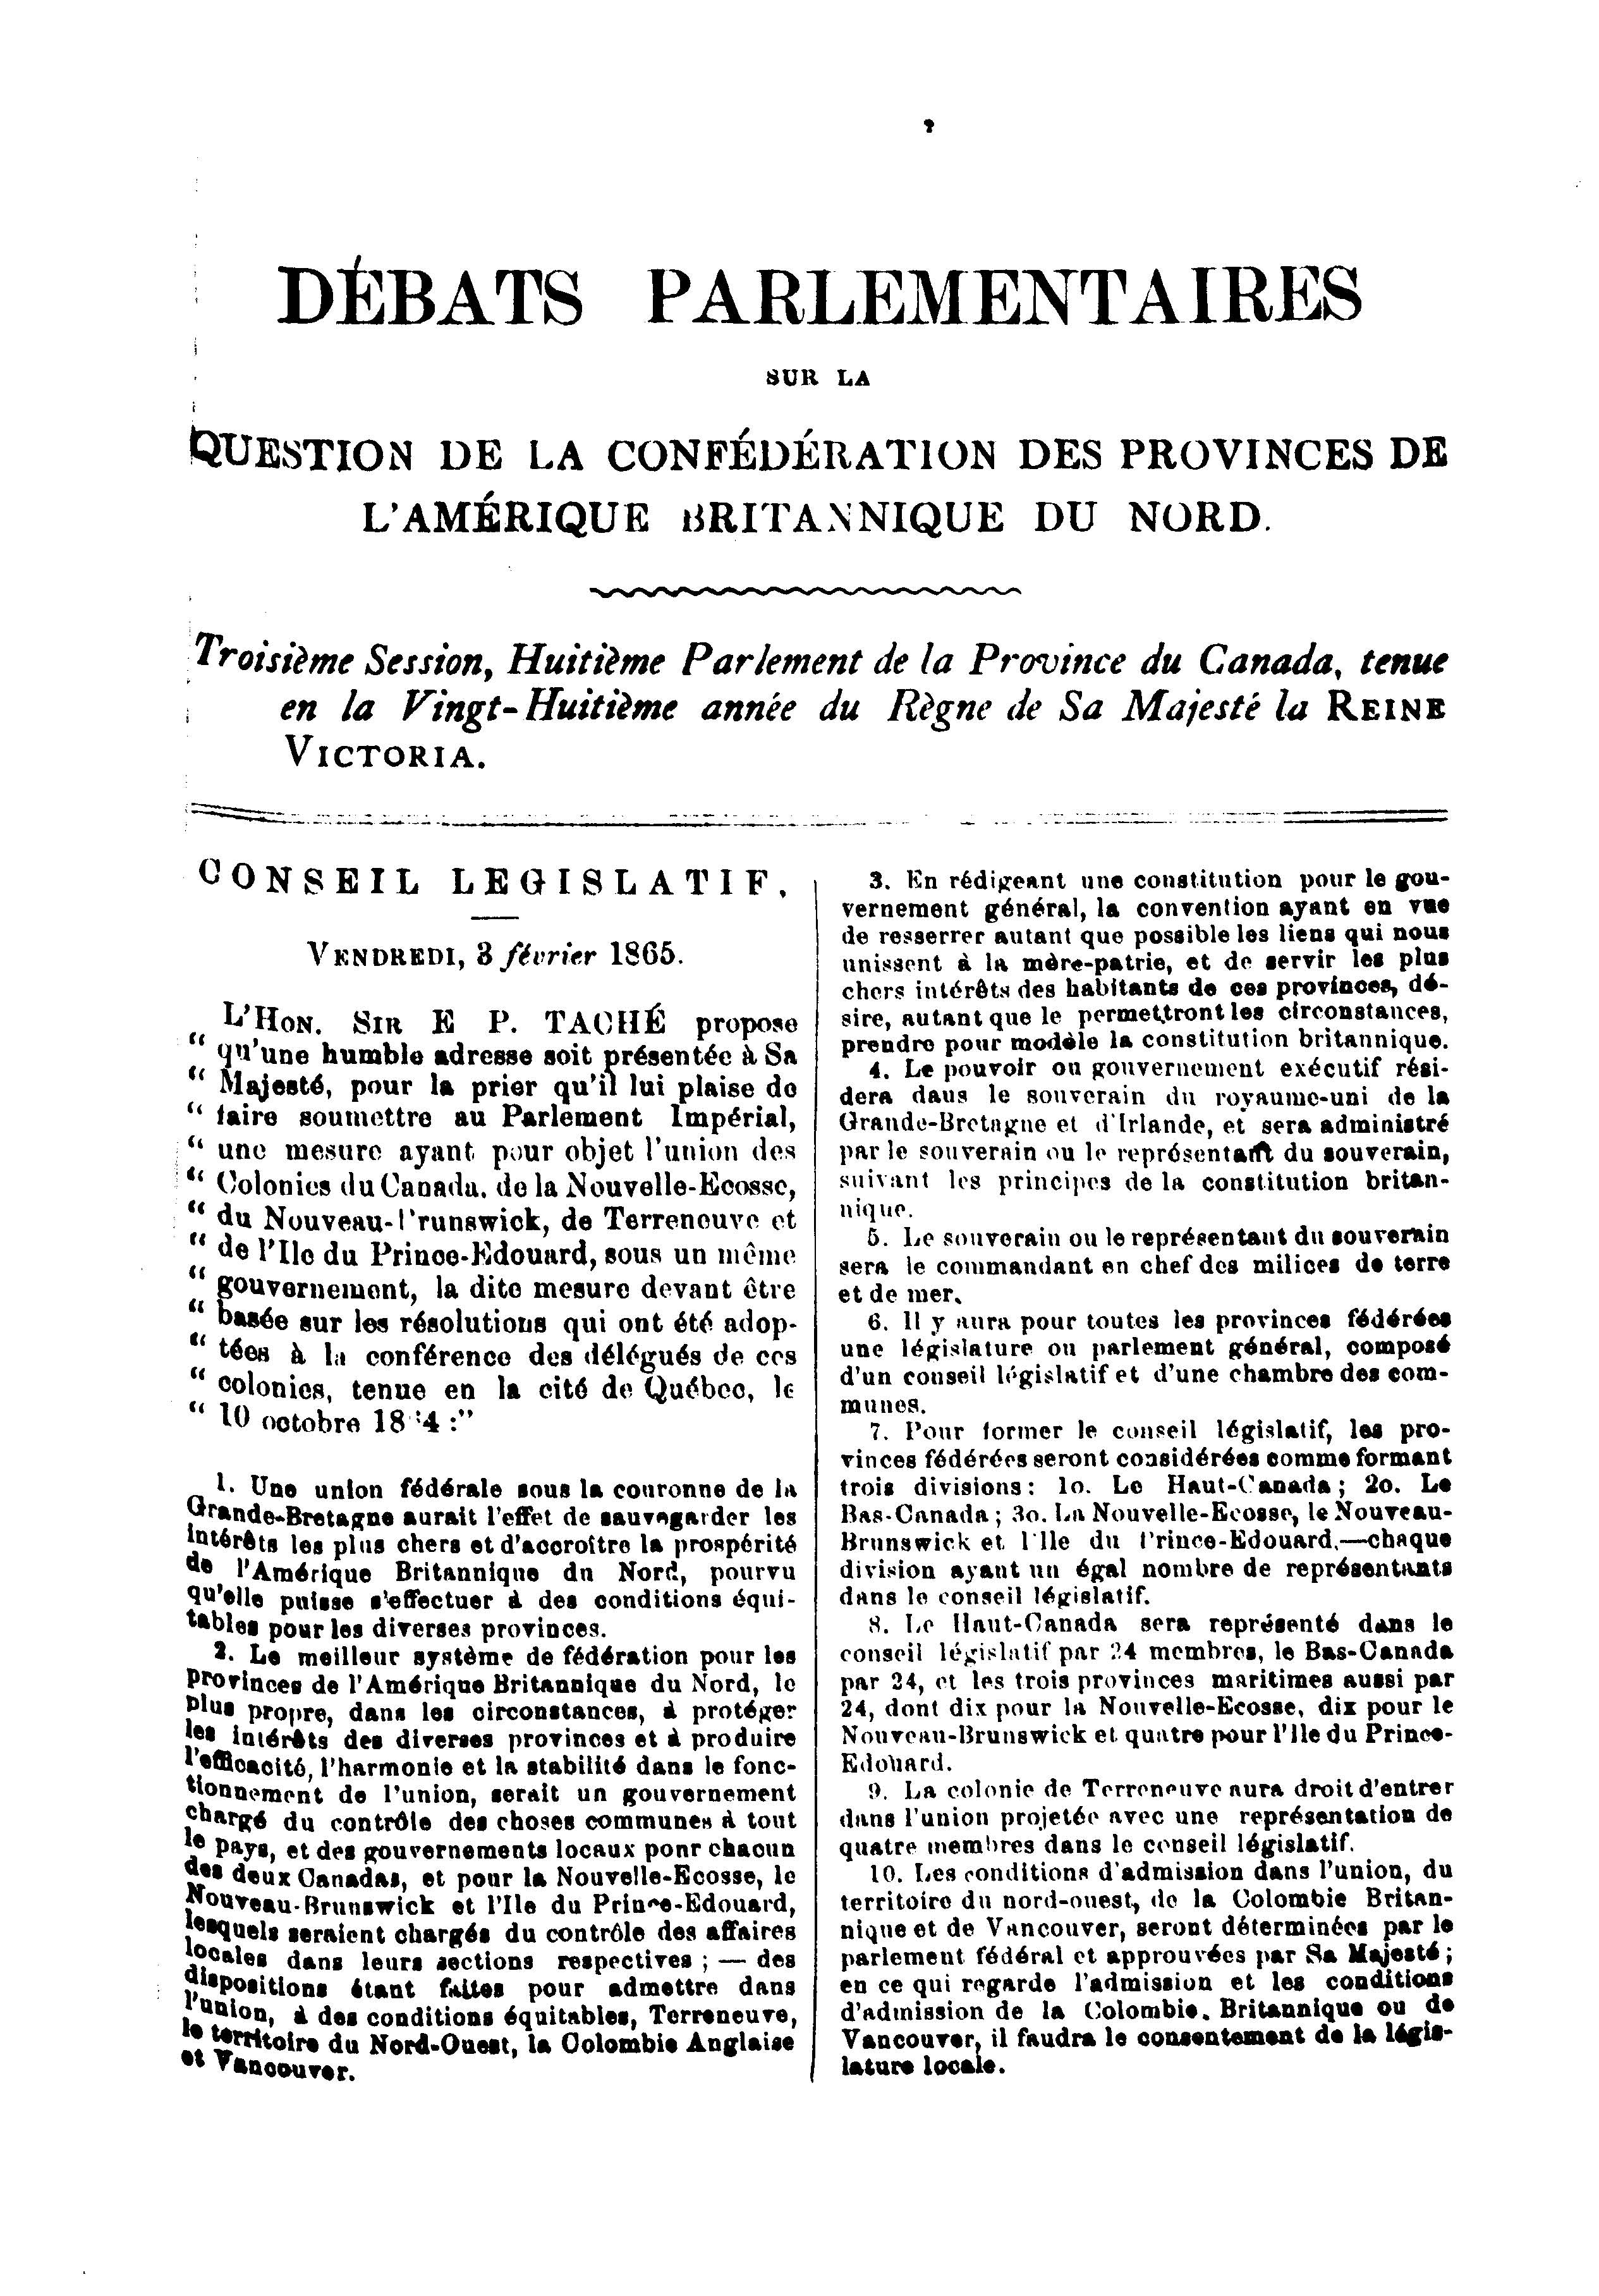 DÉBATS PARLEMENTAIRES
SUR LA
QUESTION DE LA CONFÉDÉRATION DES PROVINCES DE
L'AMÉRIQUE BRITANNIQUE DU NORD.
Troisième Session, Huitième Parlement de la Province du Canada, tenue
en la Vingt-Huitième année du Règne de Sa Majesté la REINE
VICTORIA.
CONSEIL LEGISLATIF.
VENDREDI, 3 février 1865.
L'HON. SIR E P. TACHÉ propose
“ qu'une humble adresse soit présentée à Sa
“ Majesté, pour la prier qu'il lui plaise de
“ faire soumettre au Parlement Impérial,
“ une mesure ayant pour objet l'union des
“ Colonies du Canada, de la Nouvelle-Ecosse,
“ du Nouveau-Brunswick, de Terreneuve et
“ de l'Ile du Prince-Edouard, sous un même
“ gouvernement, la dite mesure devant être
“ basée sur les résolutions qui ont été adop-
“ tées à la conférence des délégués de ces
“ colonies, tenue en la cité de Québec, le
“ 10 octobre 1864 :”
1. Une union fédérale sous la couronne de la
Grande-Bretagne aurait l'effet de sauvegarder les
intérêts les plus chers et d'accroître la prospérité
de l'Amérique Britannique du Nord, pourvu
qu'elle puisse s'effectuer à des conditions équi-
tables pour les diverses provinces.
2. Le meilleur système de fédération pour les
provinces de l'Amérique Britannique du Nord, le
plus propre, dans les circonstances, à protéger
les intérêts des diverses provinces et à produire
l'efficacité, l'harmonie et la stabilité dans le fonc-
tionnement de l'union, serait un gouvernement
chargé du contrôle des choses communes à tout
le pays, et des gouvernements locaux pour chacun
des deux Canadas, et pour la Nouvelle-Ecosse, le
Nouveau-Brunswick et l'Ile du Prince-Edouard,
lesquels seraient chargés du contrôle des affaires
locales dans leurs sections respectives ; — des
dispositions étant faites pour admettre dans
l'union, à des conditions équitables, Terreneuve,
le territoire du Nord-Ouest, la Colombie Anglaise
et Vancouver.
3. En rédigeant une constitution pour le gou-
vernement général, la convention ayant en vue
de resserrer autant que possible les liens qui nous
unissent à la mère-patrie, et de servir les plus
chers intérêts des habitants de ces provinces, dé-
sire, autant que le permettront les circonstances,
prendre pour modèle la constitution britannique.
4. Le pouvoir ou gouvernement exécutif rési-
dera dans le souverain du royaume-uni de la
Grande-Bretagne et d'Irlande, et sera administré
par le souverain ou le représentant du souverain,
suivant les principes de la constitution britan-
nique.
5. Le souverain ou le représentant du souverain
sera le commandant en chef des milices de terre
et de mer.
6. Il y aura pour toutes les provinces fédérées
une législature ou parlement général, composé
d'un conseil législatif et d'une chambre des com-
munes.
7. Pour former le conseil législatif, les pro-
vinces fédérées seront considérées comme formant
trois divisions : 1o. Le Haut-Canada ; 2o. Le
Bas-Canada ; 3o. La Nouvelle-Ecosse, le Nouveau-
Brunswick et l'Ile du Prince-Edouard,—chaque
division ayant un égal nombre de représentants
dans le conseil législatif.
8. Le Haut-Canada sera représenté dans le
conseil législatif par 24 membres, le Bas-Canada
par 24, et les trois provinces maritimes aussi par
24, dont dix pour la Nouvelle-Ecosse, dix pour le
Nouveau-Brunswick et quatre pour l'Ile du Prince-
Edouard.
9. La colonie de Terreneuve aura droit d'entrer
dans l'union projetée avec une représentation de
quatre membres dans le conseil législatif.
10. Les conditions d'admission dans l'union, du
territoire du nord-ouest, de la Colombie Britan-
nique et de Vancouver, seront déterminées par le
parlement fédéral et approuvées par Sa Majesté ;
en ce qui regarde l'admission et les conditions
d'admission de la Colombie. Britannique ou de
Vancouver, il faudra le consentement de la légis-
lature locale.